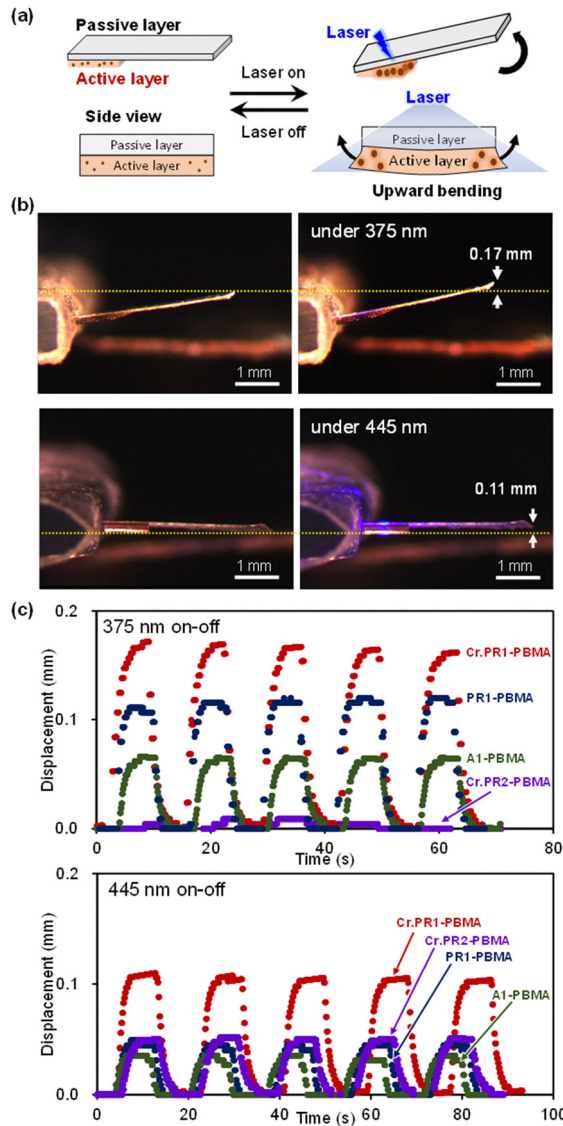 (a)
Passive layer
Active layer
Laser on
Laser off
Laser
Side view
Passive layer
Active layer
Laser
Passive layer
Active layer
Upward bending
(b)
1 mm
under 375 nm
0.17 mm
1 mm
1 mm
under 445 nm
0.11 mm
1 mm
(c)
375 nm on-off
Displacement (mm)
0.2
0.1
0.0
Cr.PR1-PBMA
PR1-PBMA
A1-PBMA
Cr.PR2-PBMA
0 20 40 60 80
Time (s)
445 nm on-off
Displacement (mm)
0.2
0.1
0.0
Cr.PR1-PBMA
Cr.PR2-PBMA
PR1-PBMA
A1-PBMA
0 20 40 60 80 100
Time (s)